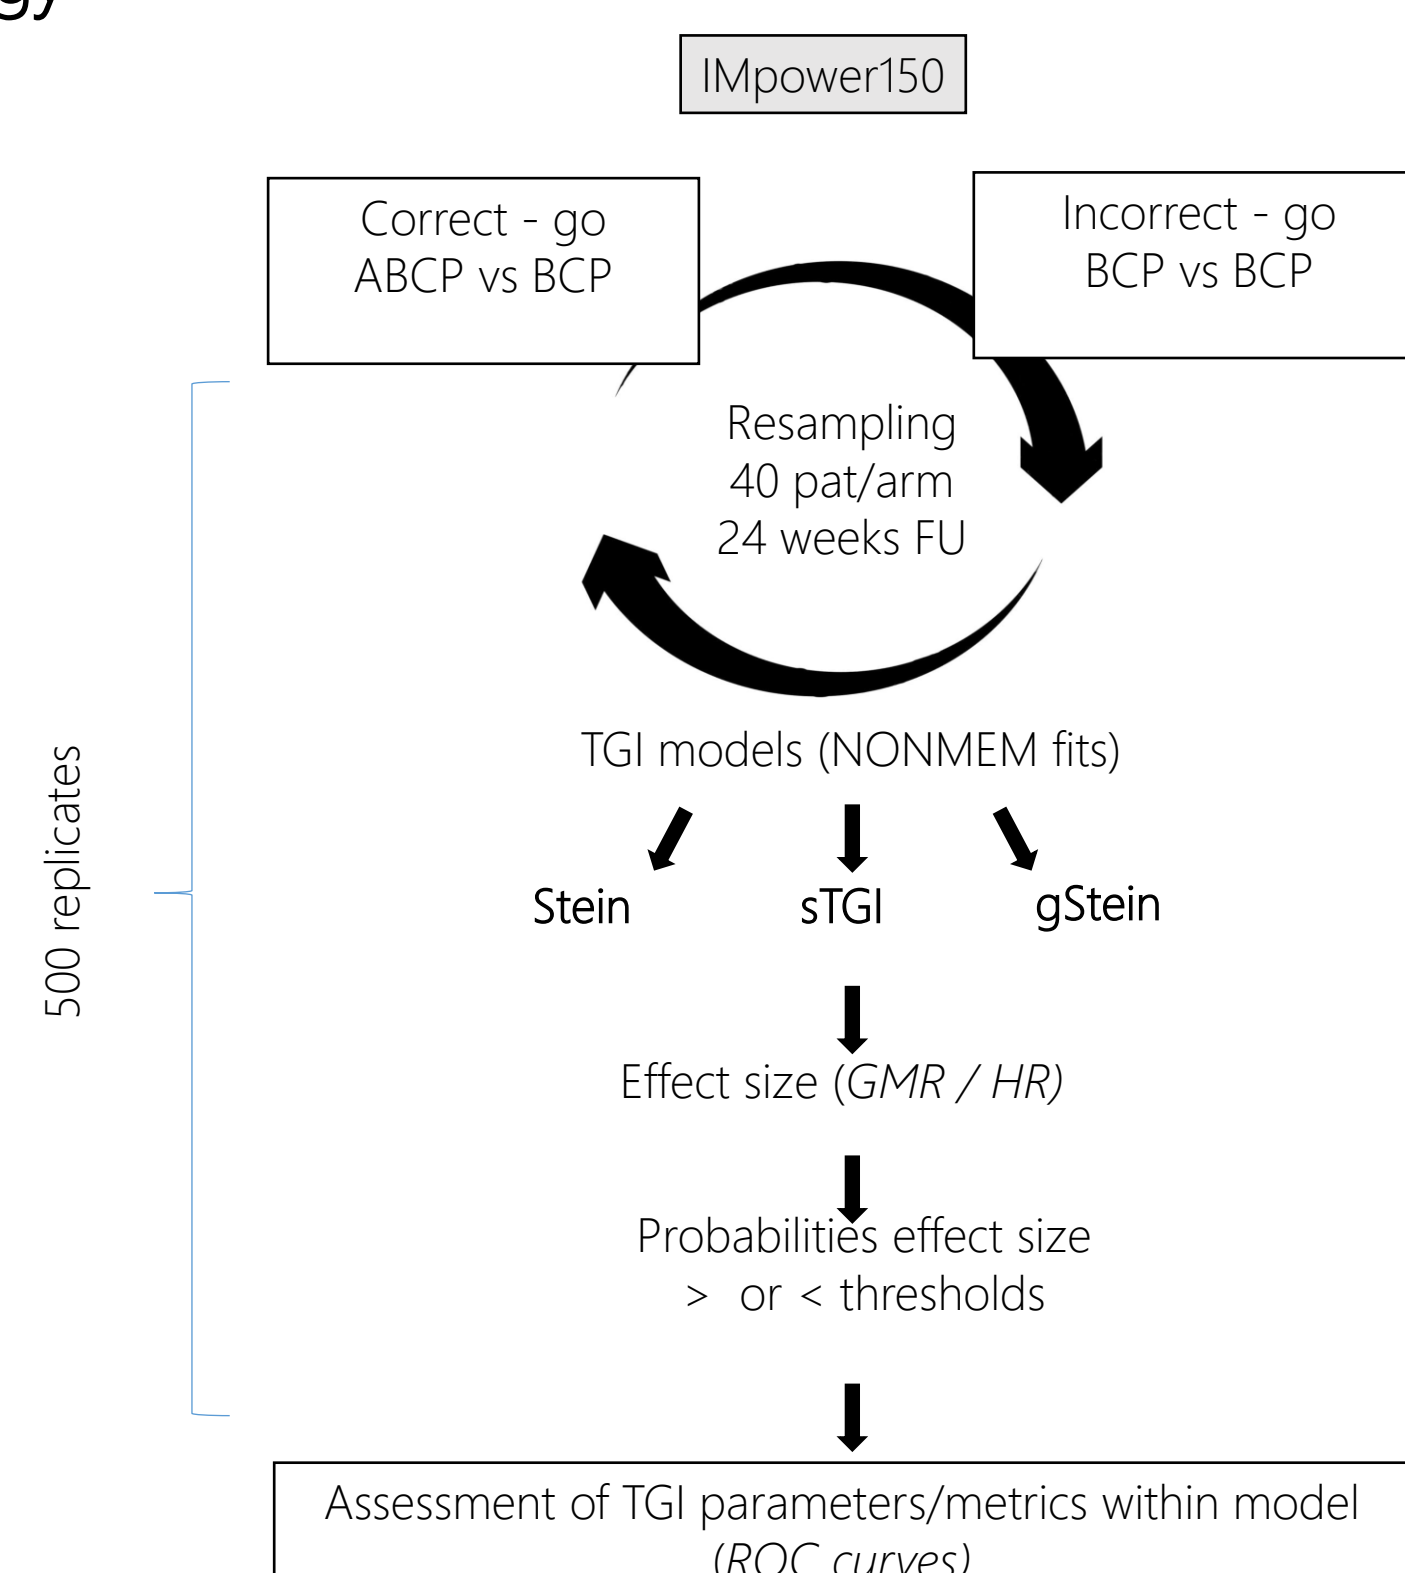 gy
IMpower150
Correct - go
ABCP vs BCP
Incorrect - go
BCP vs BCP
Resampling
40 pat/arm
24 weeks FU
TGI models (NONMEM fits)
Stein sTGI gStein
500 replicates
Effect size (GMR / HR)
Probabilities effect size
> or < thresholds
Assessment of TGI parameters/metrics within model
(ROC curves)